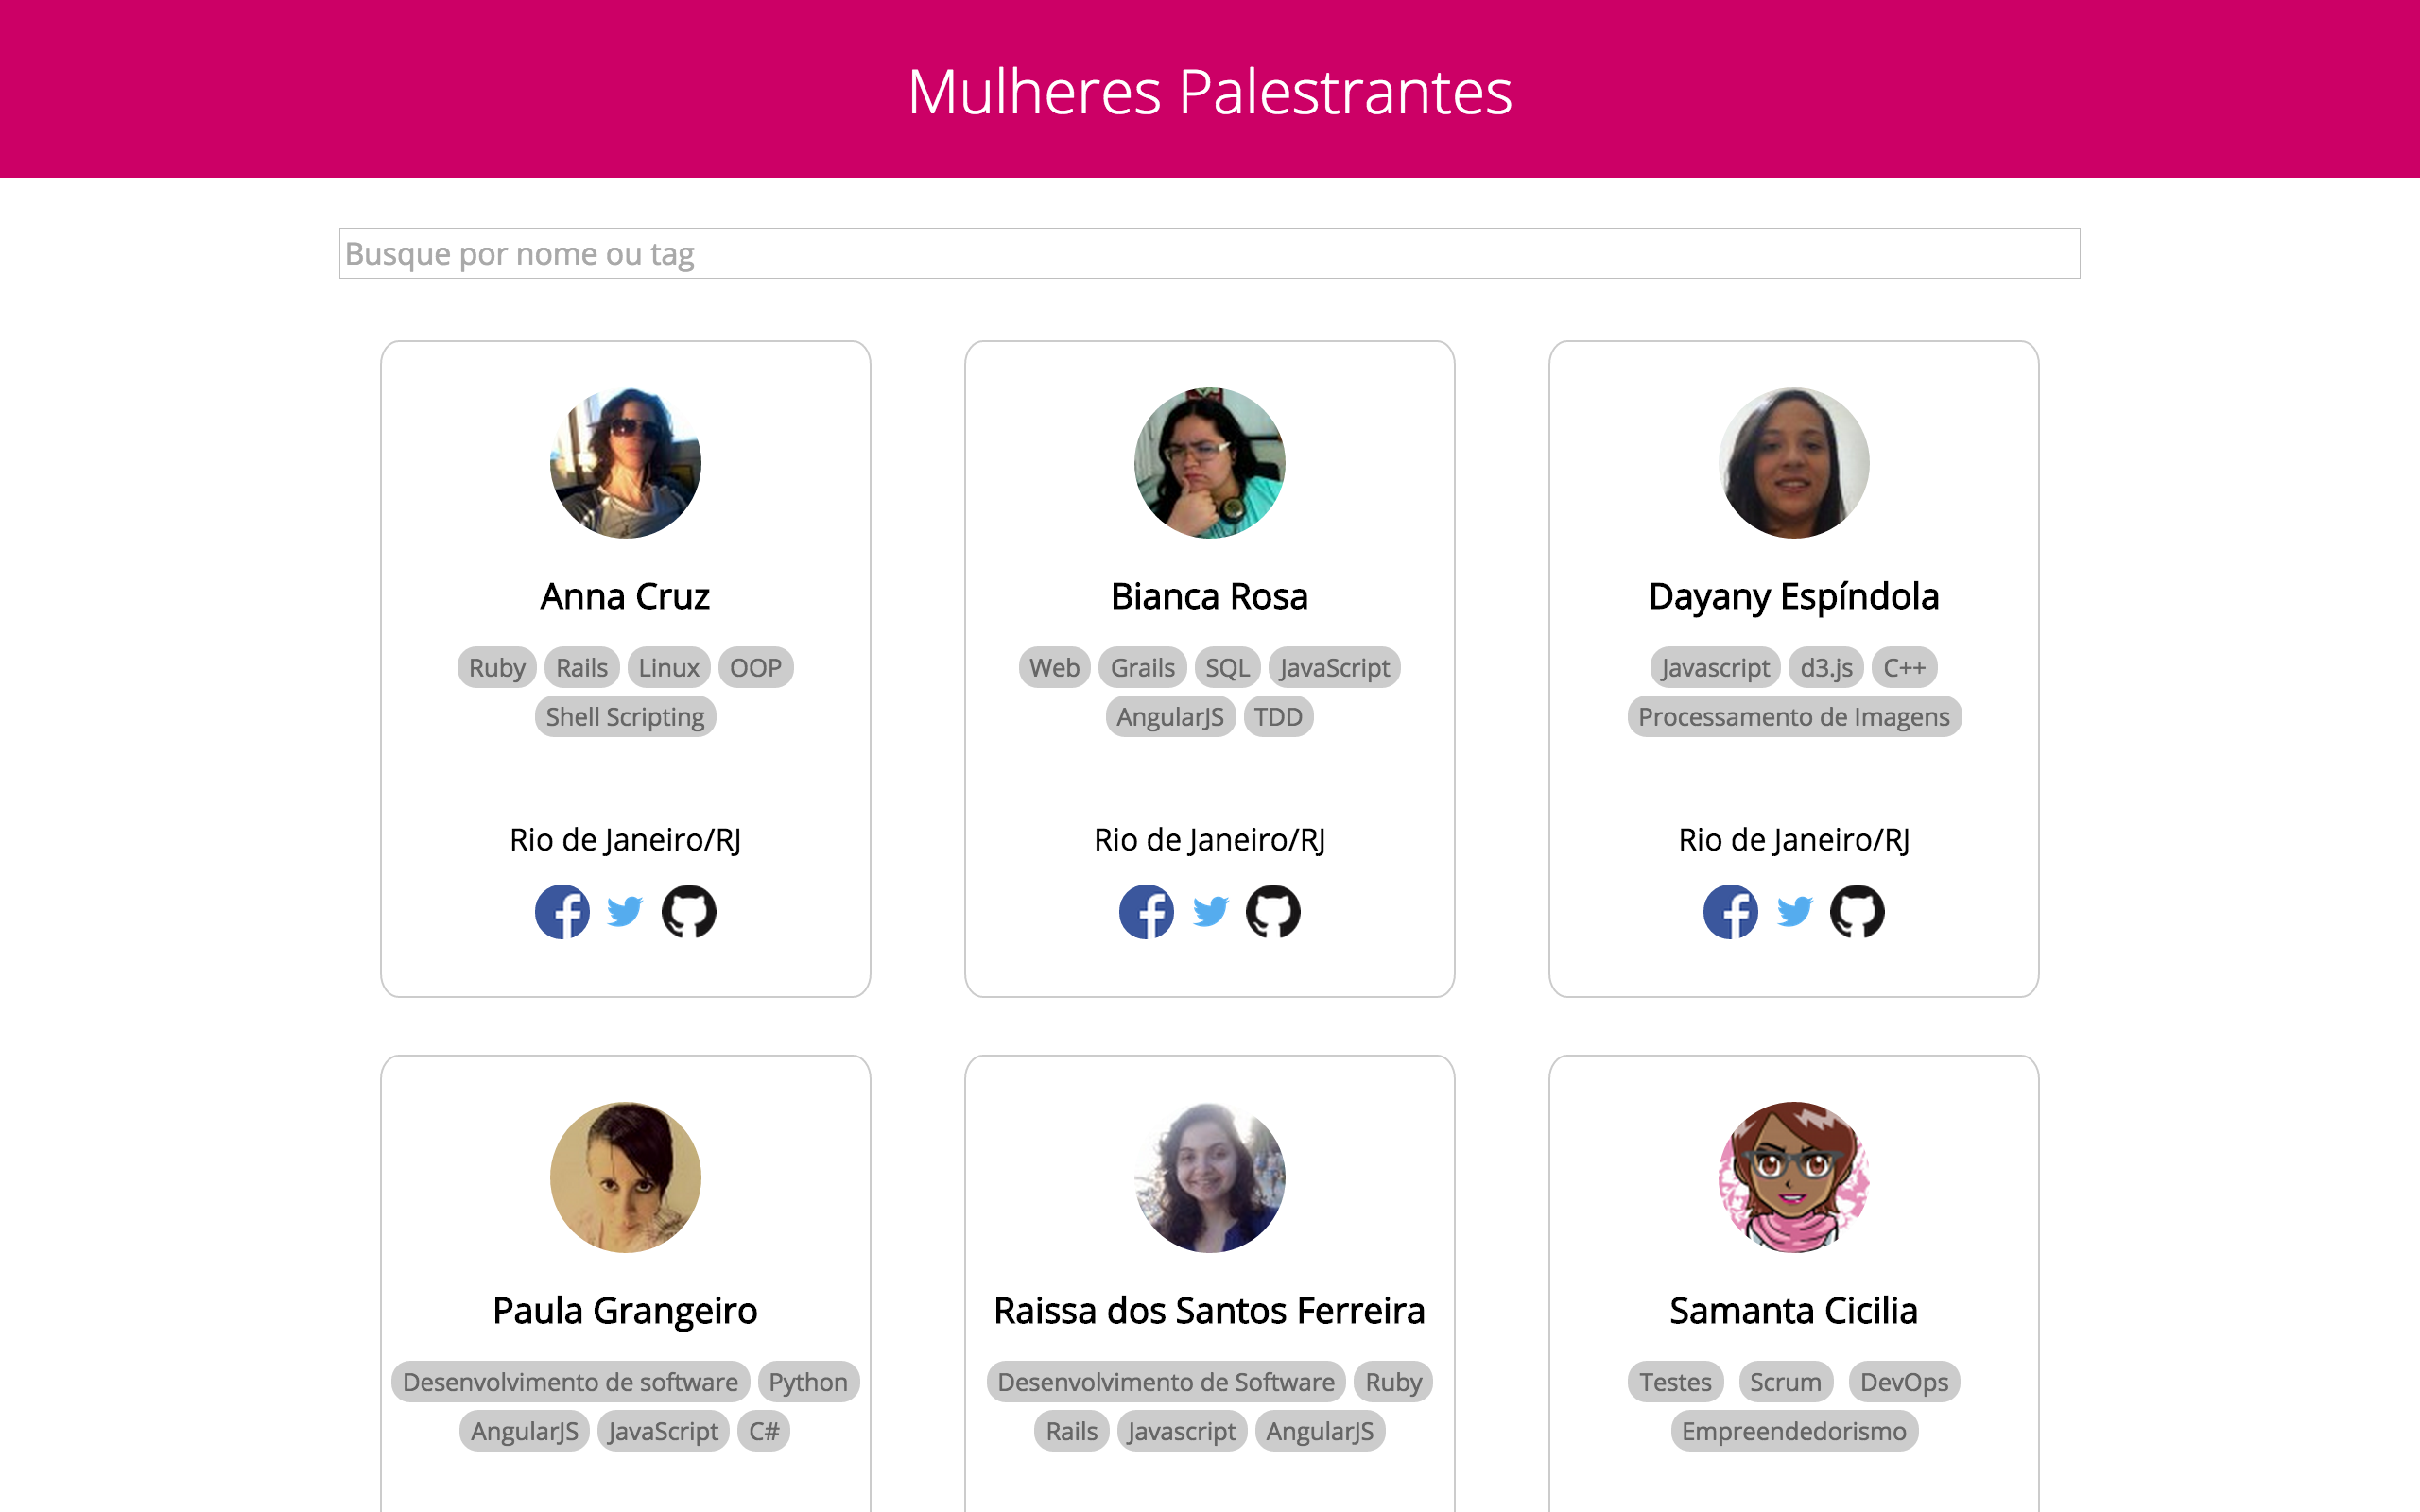 Mulheres Palestrantes
Busque por nome ou tag
Anna Cruz
Ruby Rails Linux OOP
Shell Scripting
Rio de Janeiro/RJ
Bianca Rosa
Web Grails SQL JavaScript
AngularJS TDD
Rio de Janeiro/RJ
Dayany Espíndola
Javascript d3.js C++
Processamento de Imagens
Rio de Janeiro/RJ
Paula Grangeiro
Desenvolvimento de software Python
AngularJS JavaScript C#
Raissa dos Santos Ferreira
Desenvolvimento de Software Ruby
Rails Javascript AngularJS
Samanta Cicilia
Testes Scrum DevOps
Empreendedorismo